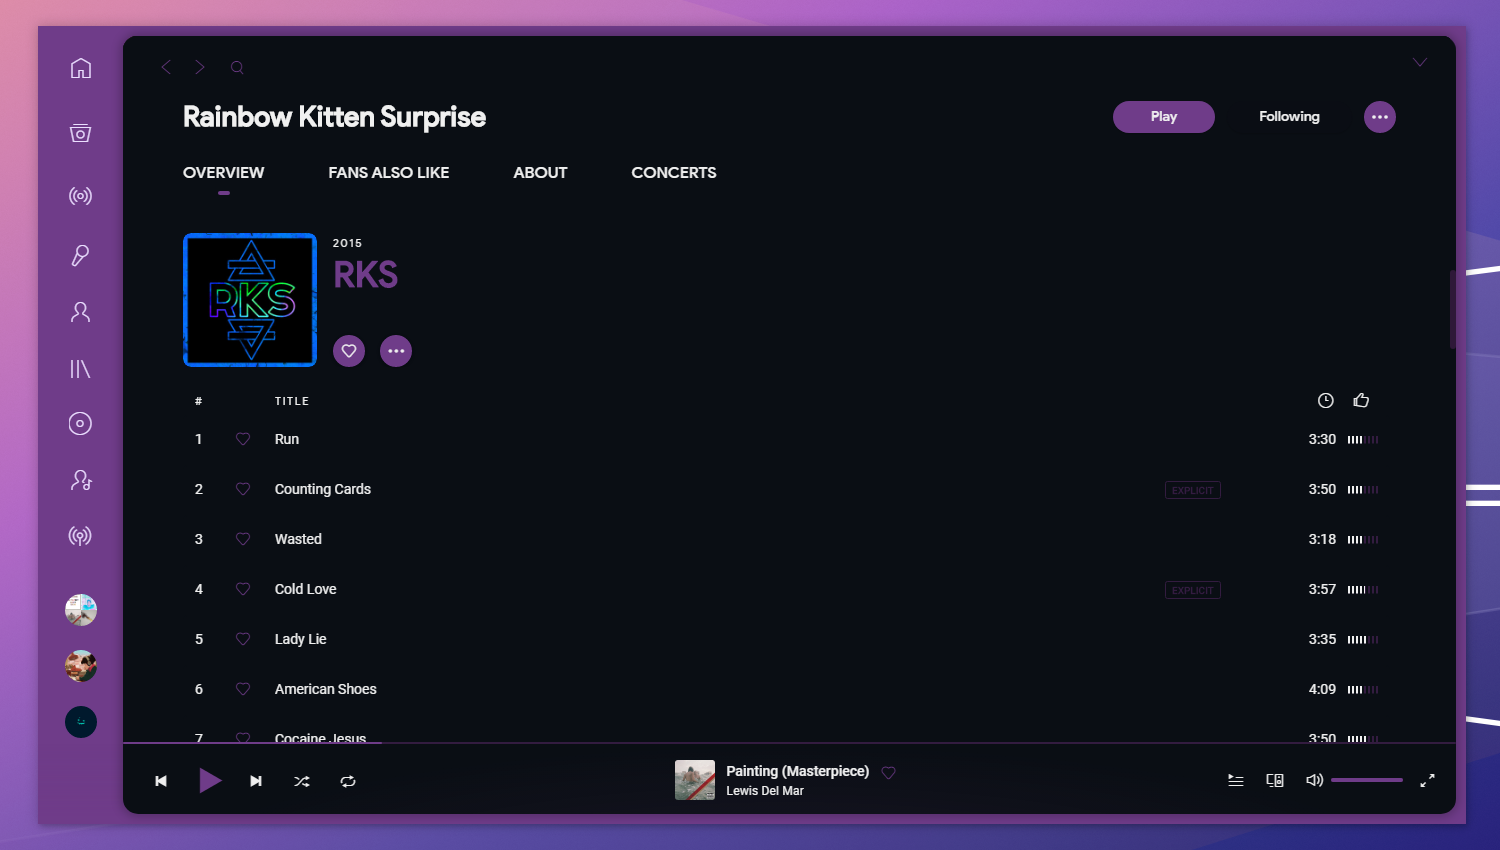 Rainbow Kitten Surprise
Play
Following
OVERVIEW
FANS ALSO LIKE
ABOUT
CONCERTS
RKS
2015
RKS
# TITLE
1 Run 3:30
2 Counting Cards EXPLICIT 3:50
3 Wasted 3:18
4 Cold Love EXPLICIT 3:57
5 Lady Lie 3:35
6 American Shoes 4:09
7 Cocaine Jesus 3:50
Painting (Masterpiece)
Lewis Del Mar